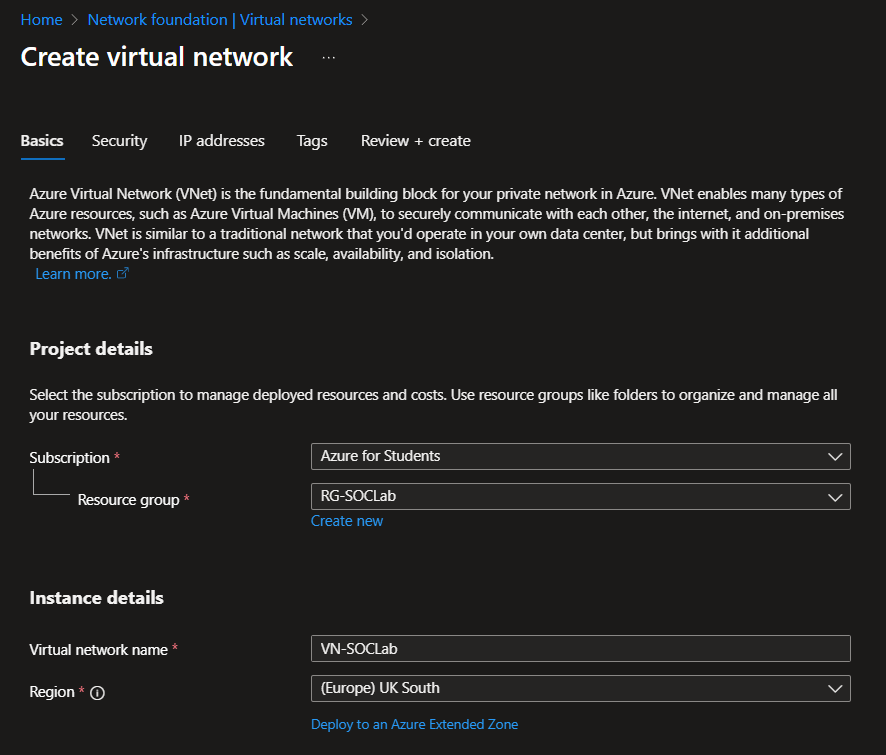 Home > Network foundation | Virtual networks >
Create virtual network ...
Basics Security IP addresses Tags Review + create
Azure Virtual Network (VNet) is the fundamental building block for your private network in Azure. VNet enables many types of
Azure resources, such as Azure Virtual Machines (VM), to securely communicate with each other, the internet, and on-premises
networks. VNet is similar to a traditional network that you'd operate in your own data center, but brings with it additional
benefits of Azure's infrastructure such as scale, availability, and isolation.
Learn more.
Project details
Select the subscription to manage deployed resources and costs. Use resource groups like folders to organize and manage all
your resources.
Subscription * Azure for Students
Resource group * RG-SOCLab
Create new
Instance details
Virtual network name * VN-SOCLab
Region * (Europe) UK South
Deploy to an Azure Extended Zone